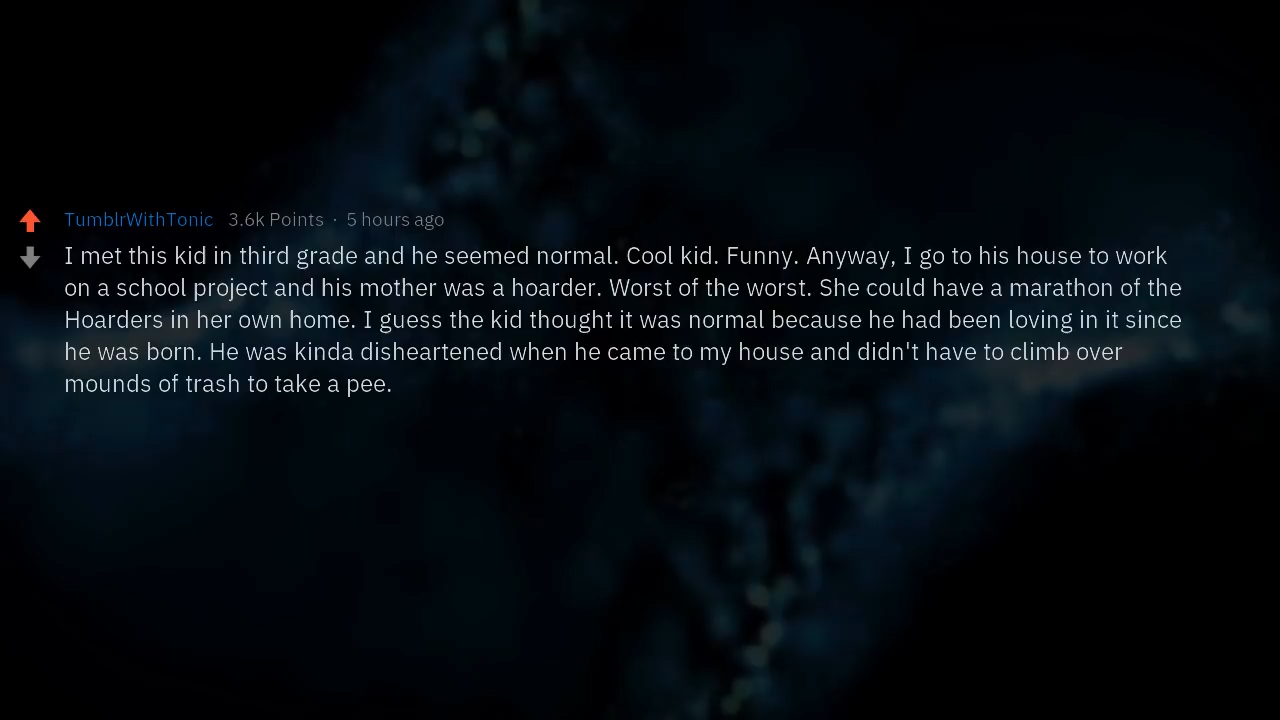 TumblrWithTonic 3.6k Points · 5 hours ago
I met this kid in third grade and he seemed normal. Cool kid. Funny. Anyway, I go to his house to work
on a school project and his mother was a hoarder. Worst of the worst. She could have a marathon of the
Hoarders in her own home. I guess the kid thought it was normal because he had been loving in it since
he was born. He was kinda disheartened when he came to my house and didn't have to climb over
mounds of trash to take a pee.